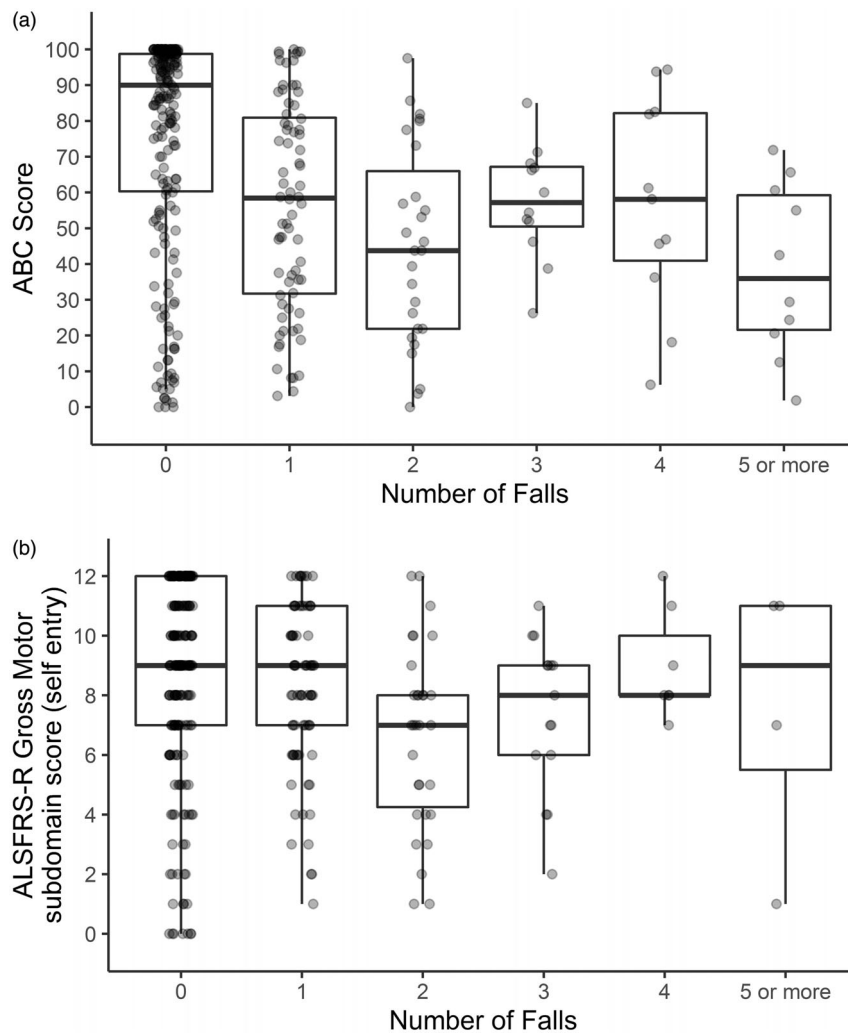 (a)
100
90
80
70
60
50
40
30
20
10
0
ABC Score
0 1 2 3 4 5 or more
Number of Falls
(b)
12
10
8
6
4
2
0
ALSFRS-R Gross Motor
subdomain score (self entry)
0 1 2 3 4 5 or more
Number of Falls